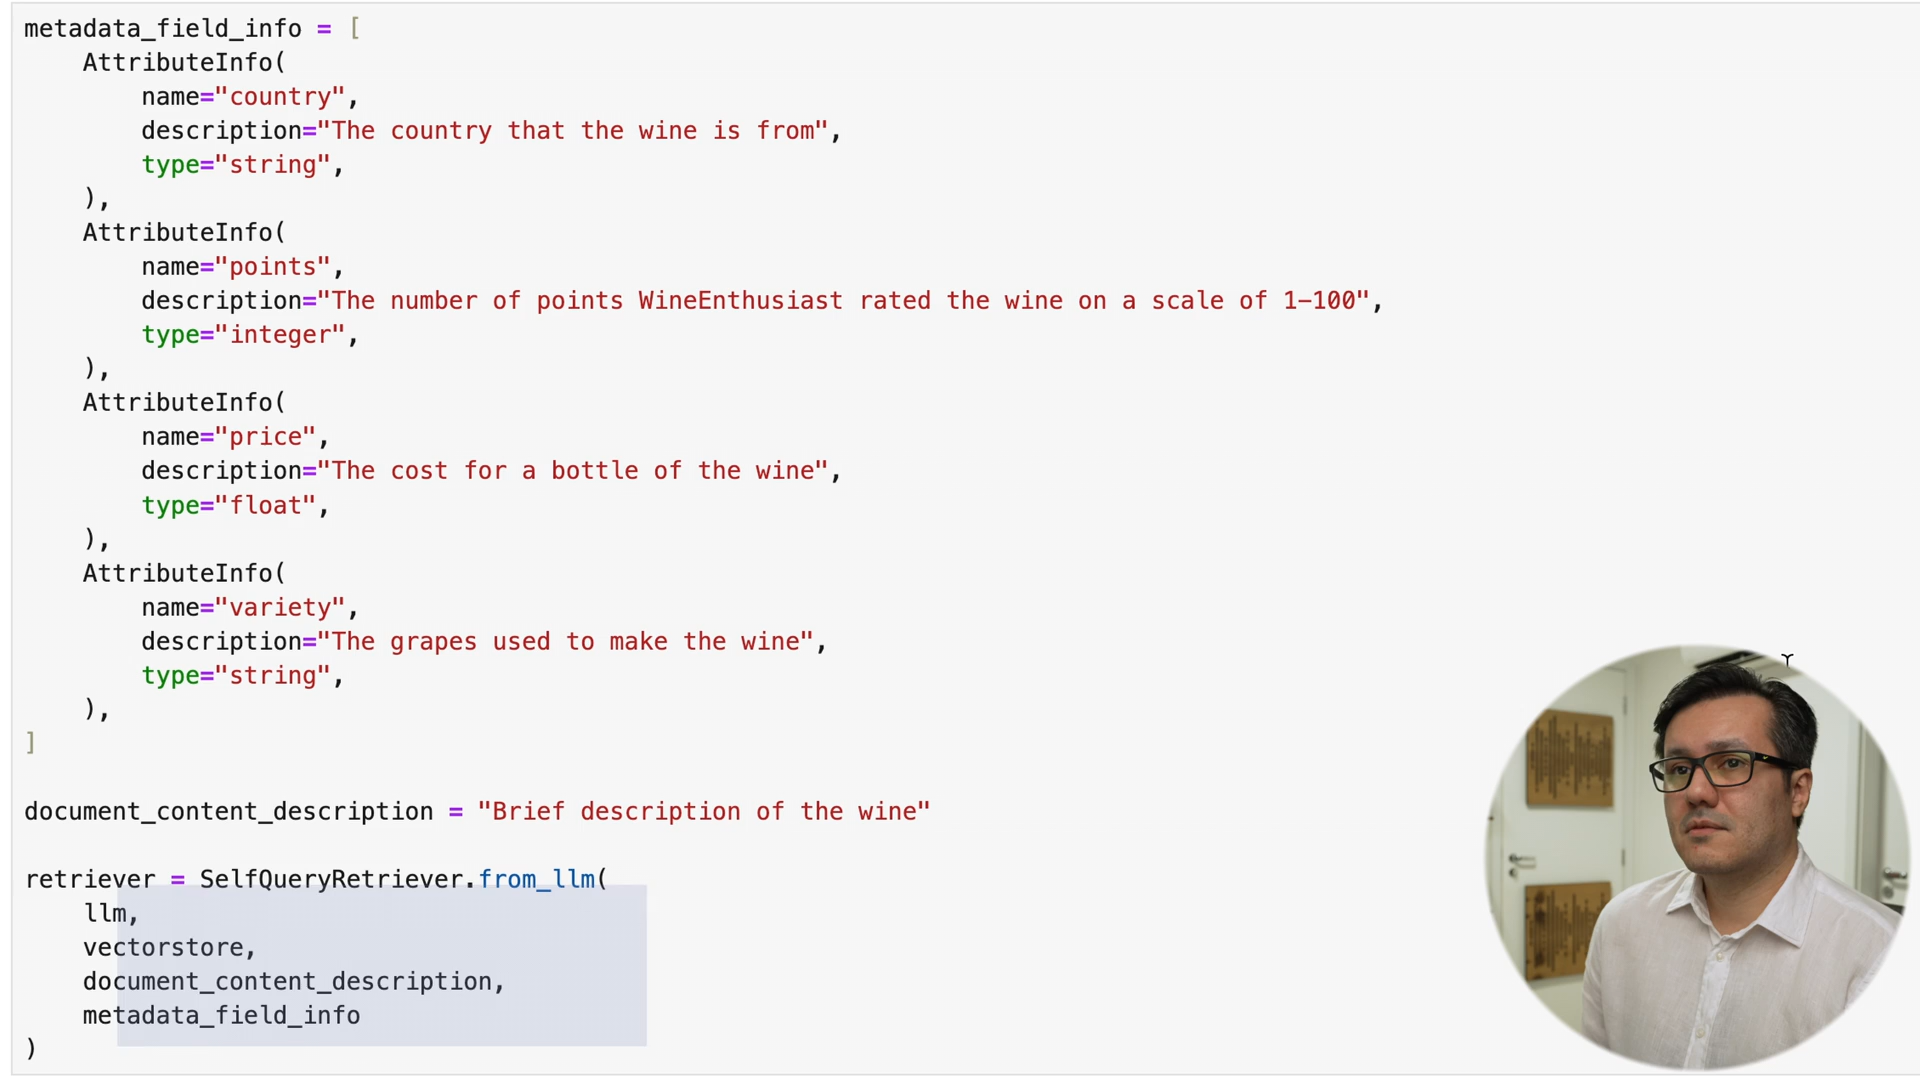 metadata_field_info = [
    AttributeInfo(
        name="country",
        description="The country that the wine is from",
        type="string",
    ),
    AttributeInfo(
        name="points",
        description="The number of points WineEnthusiast rated the wine on a scale of 1–100",
        type="integer",
    ),
    AttributeInfo(
        name="price",
        description="The cost for a bottle of the wine",
        type="float",
    ),
    AttributeInfo(
        name="variety",
        description="The grapes used to make the wine",
        type="string",
    ),
]
document_content_description = "Brief description of the wine"
retriever = SelfQueryRetriever.from_llm(
    llm,
    vectorstore,
    document_content_description,
    metadata_field_info
)